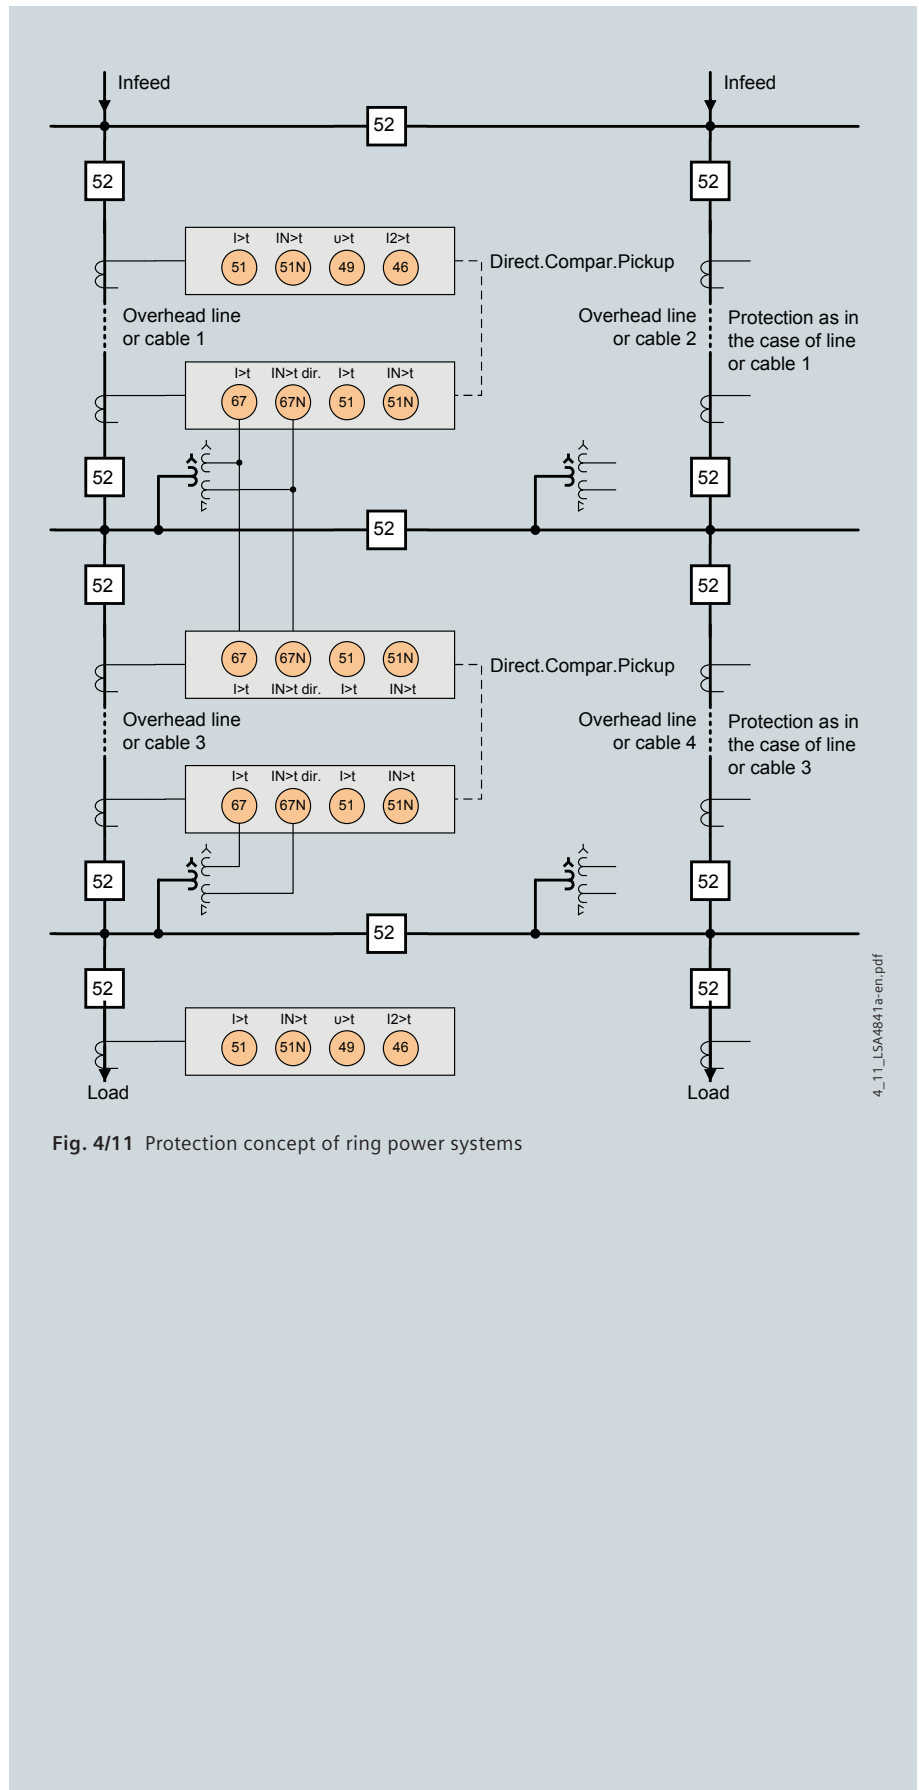 Infeed
Infeed
52
52
52
I>t IN>t υ>t I2>t
51 51N 49 46
Direct.Compar.Pickup
Overhead line
or cable 1
Overhead line
or cable 2
Protection as in
the case of line
or cable 1
I>t IN>t dir. I>t IN>t
67 67N 51 51N
52
52
52
52
52
67 67N 51 51N
I>t IN>t dir. I>t IN>t
Direct.Compar.Pickup
Overhead line
or cable 3
Overhead line
or cable 4
Protection as in
the case of line
or cable 3
I>t IN>t dir. I>t IN>t
67 67N 51 51N
52
52
52
52
52
I>t IN>t υ>t I2>t
51 51N 49 46
Load
Load
4_11_LSA4841a-en.pdf
Fig. 4/11 Protection concept of ring power systems